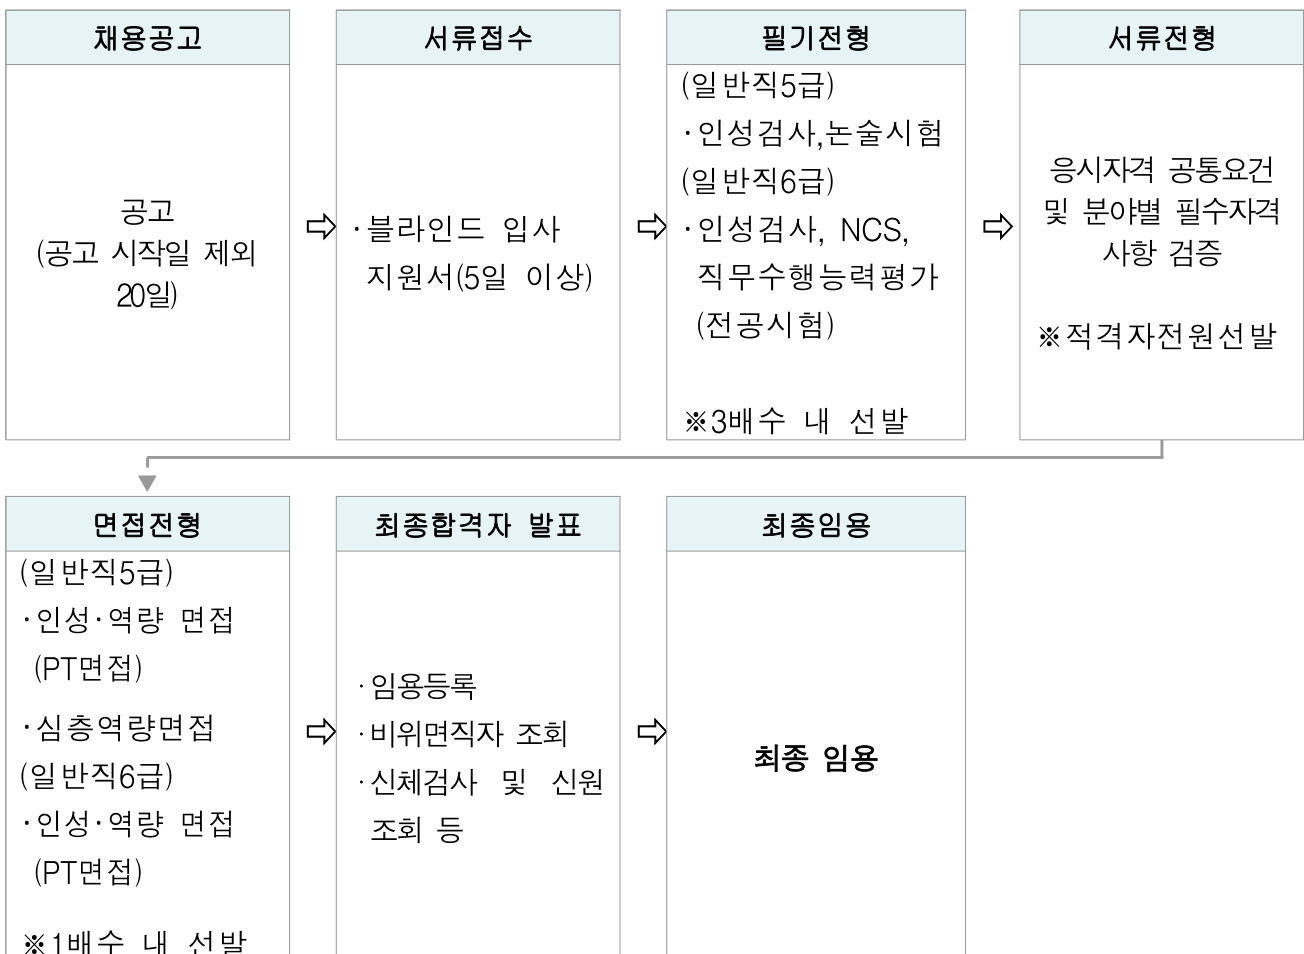 채용공고
공고
(공고 시작일 제외
20일)
서류접수
·블라인드 입사
지원서(5일 이상)
필기전형
(일반직5급)
·인성검사,논술시험
(일반직6급)
·인성검사, NCS,
직무수행능력평가
(전공시험)
※3배수 내 선발
서류전형
응시자격 공통요건
및 분야별 필수자격
사항 검증
※적격자전원선발
면접전형
(일반직5급)
·인성·역량 면접
(PT면접)
·심층역량면접
(일반직6급)
·인성·역량 면접
(PT면접)
※1배수 내 선발
최종합격자 발표
·임용등록
·비위면직자 조회
·신체검사 및 신원
조회 등
최종임용
최종 임용